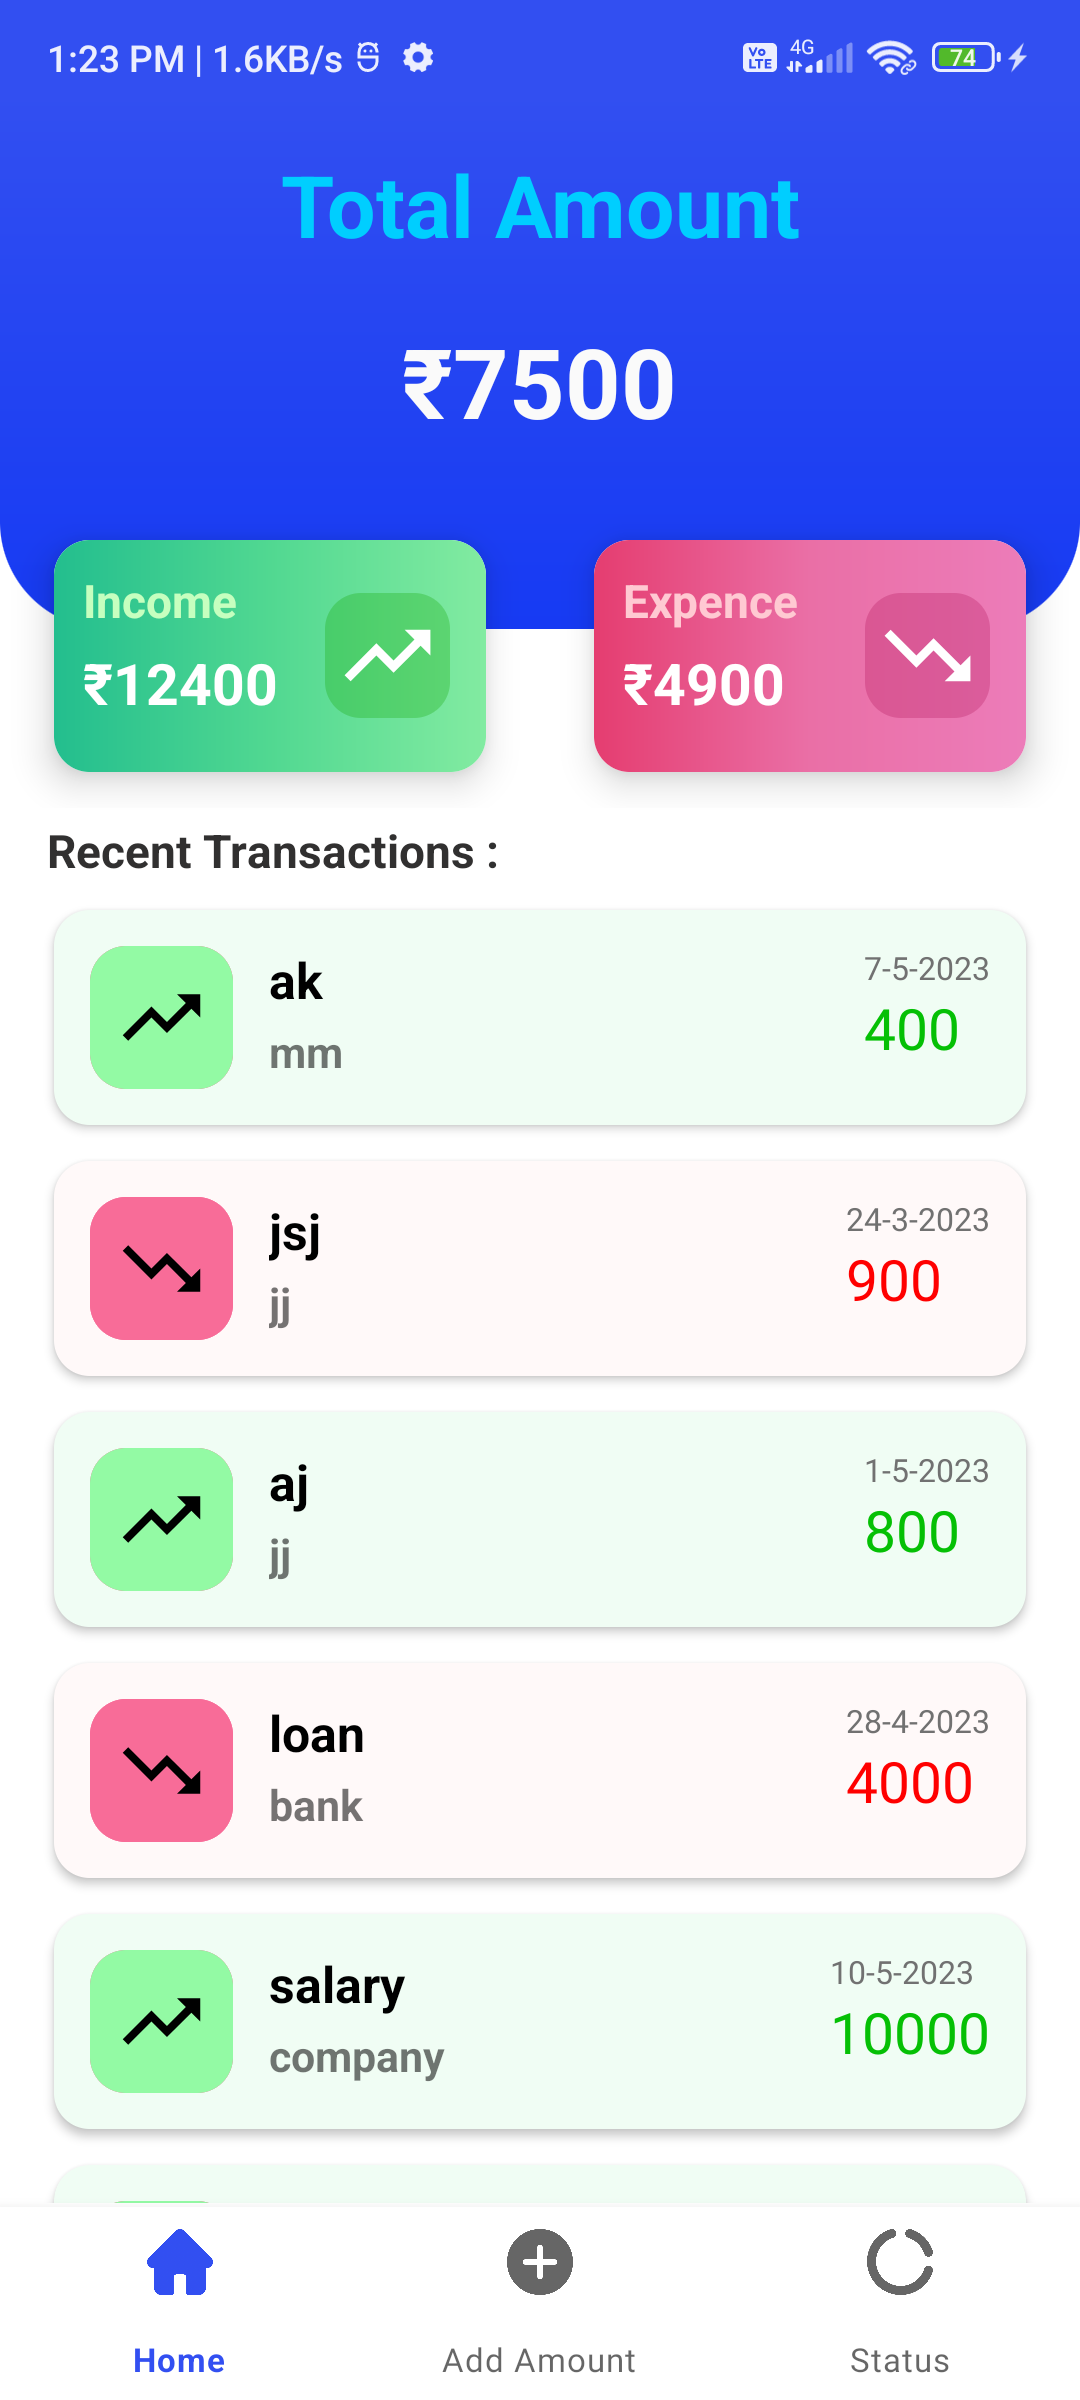 1:23 PM | 1.6KB/s Vo LTE 4G 74
Total Amount
₹7500
Income
₹12400
Expence
₹4900
Recent Transactions :
ak
mm
7-5-2023
400
jsj
jj
24-3-2023
900
aj
jj
1-5-2023
800
loan
bank
28-4-2023
4000
salary
company
10-5-2023
10000
Home
Add Amount
Status